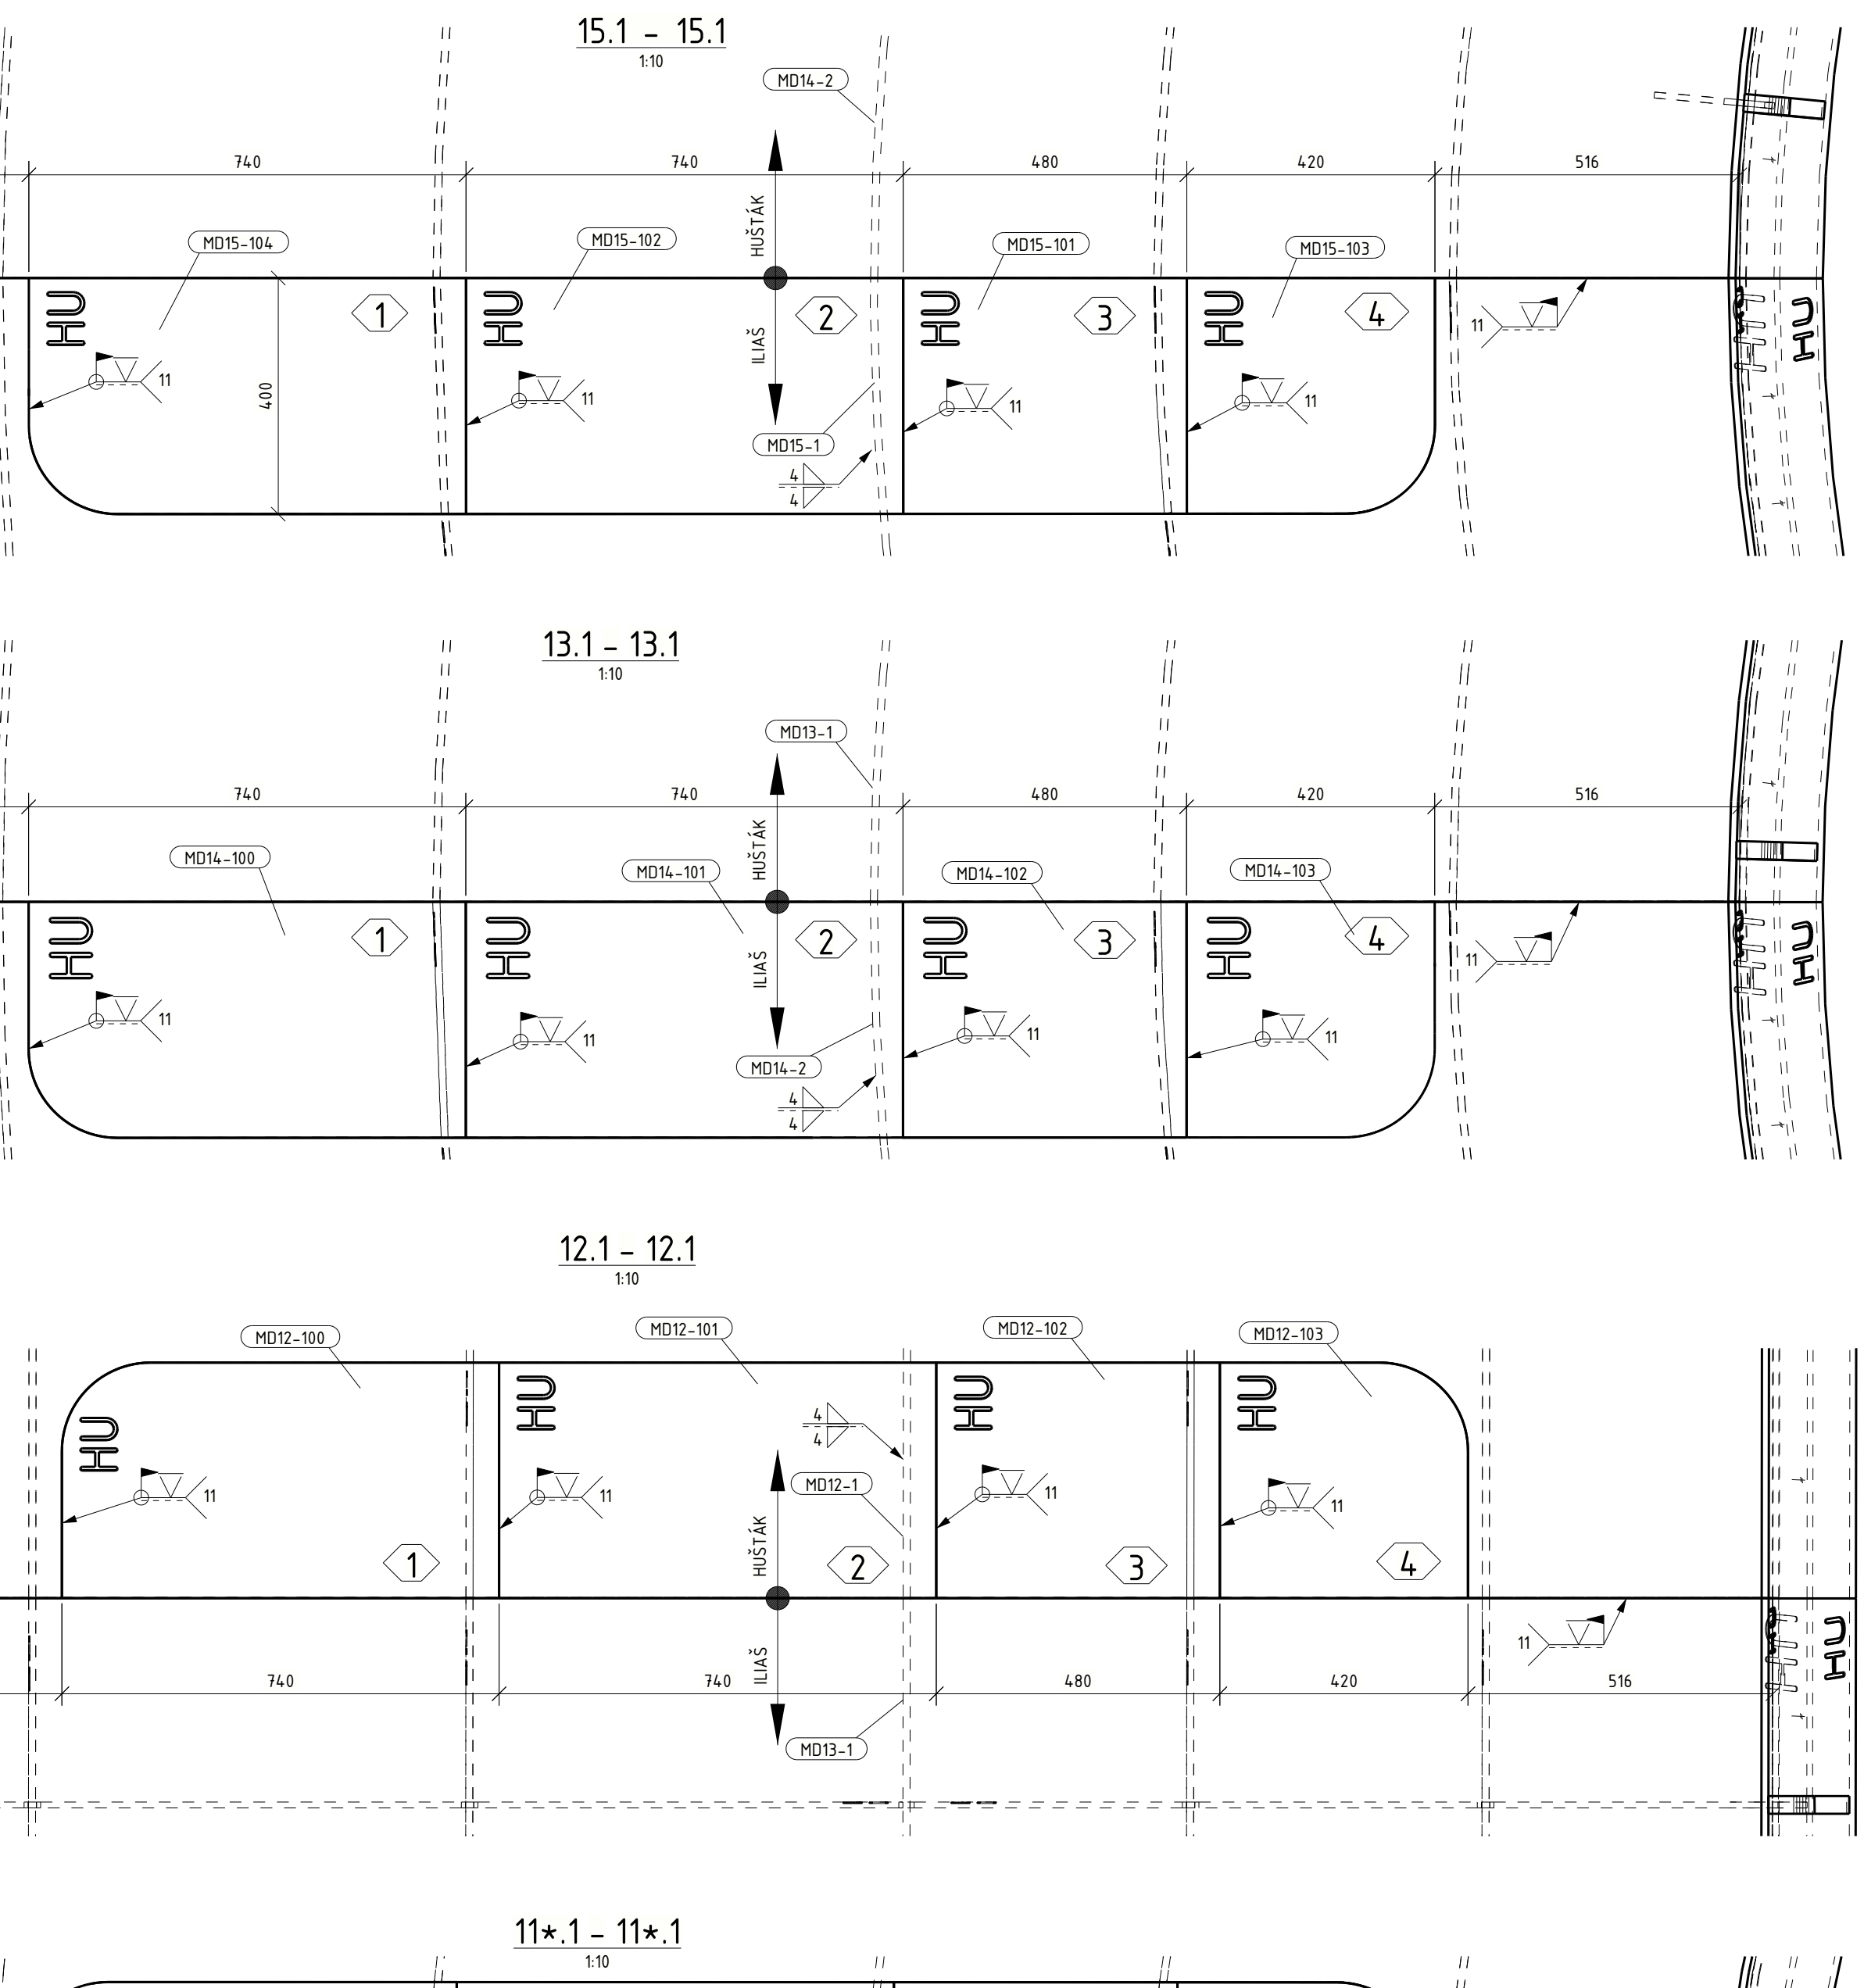 15.1 - 15.1
1:10
MD14-2
740
740
480
420
516
MD15-104
MD15-102
MD15-101
MD15-103
HUŠTÁK
ILIAŠ
HU
1
HU
2
HU
3
HU
4
HU
11
11
11
11
11
400
MD15-1
4
4
13.1 - 13.1
1:10
MD13-1
740
740
480
420
516
MD14-100
MD14-101
MD14-102
MD14-103
HUŠTÁK
ILIAŠ
HU
1
HU
2
HU
3
HU
4
HU
11
11
11
11
11
MD14-2
4
4
12.1 - 12.1
1:10
MD12-100
MD12-101
MD12-102
MD12-103
HU
HU
HU
HU
4
4
MD12-1
11
11
11
11
HUŠTÁK
ILIAŠ
1
2
3
4
11
HU
740
740
480
420
516
MD13-1
11*.1 - 11*.1
1:10